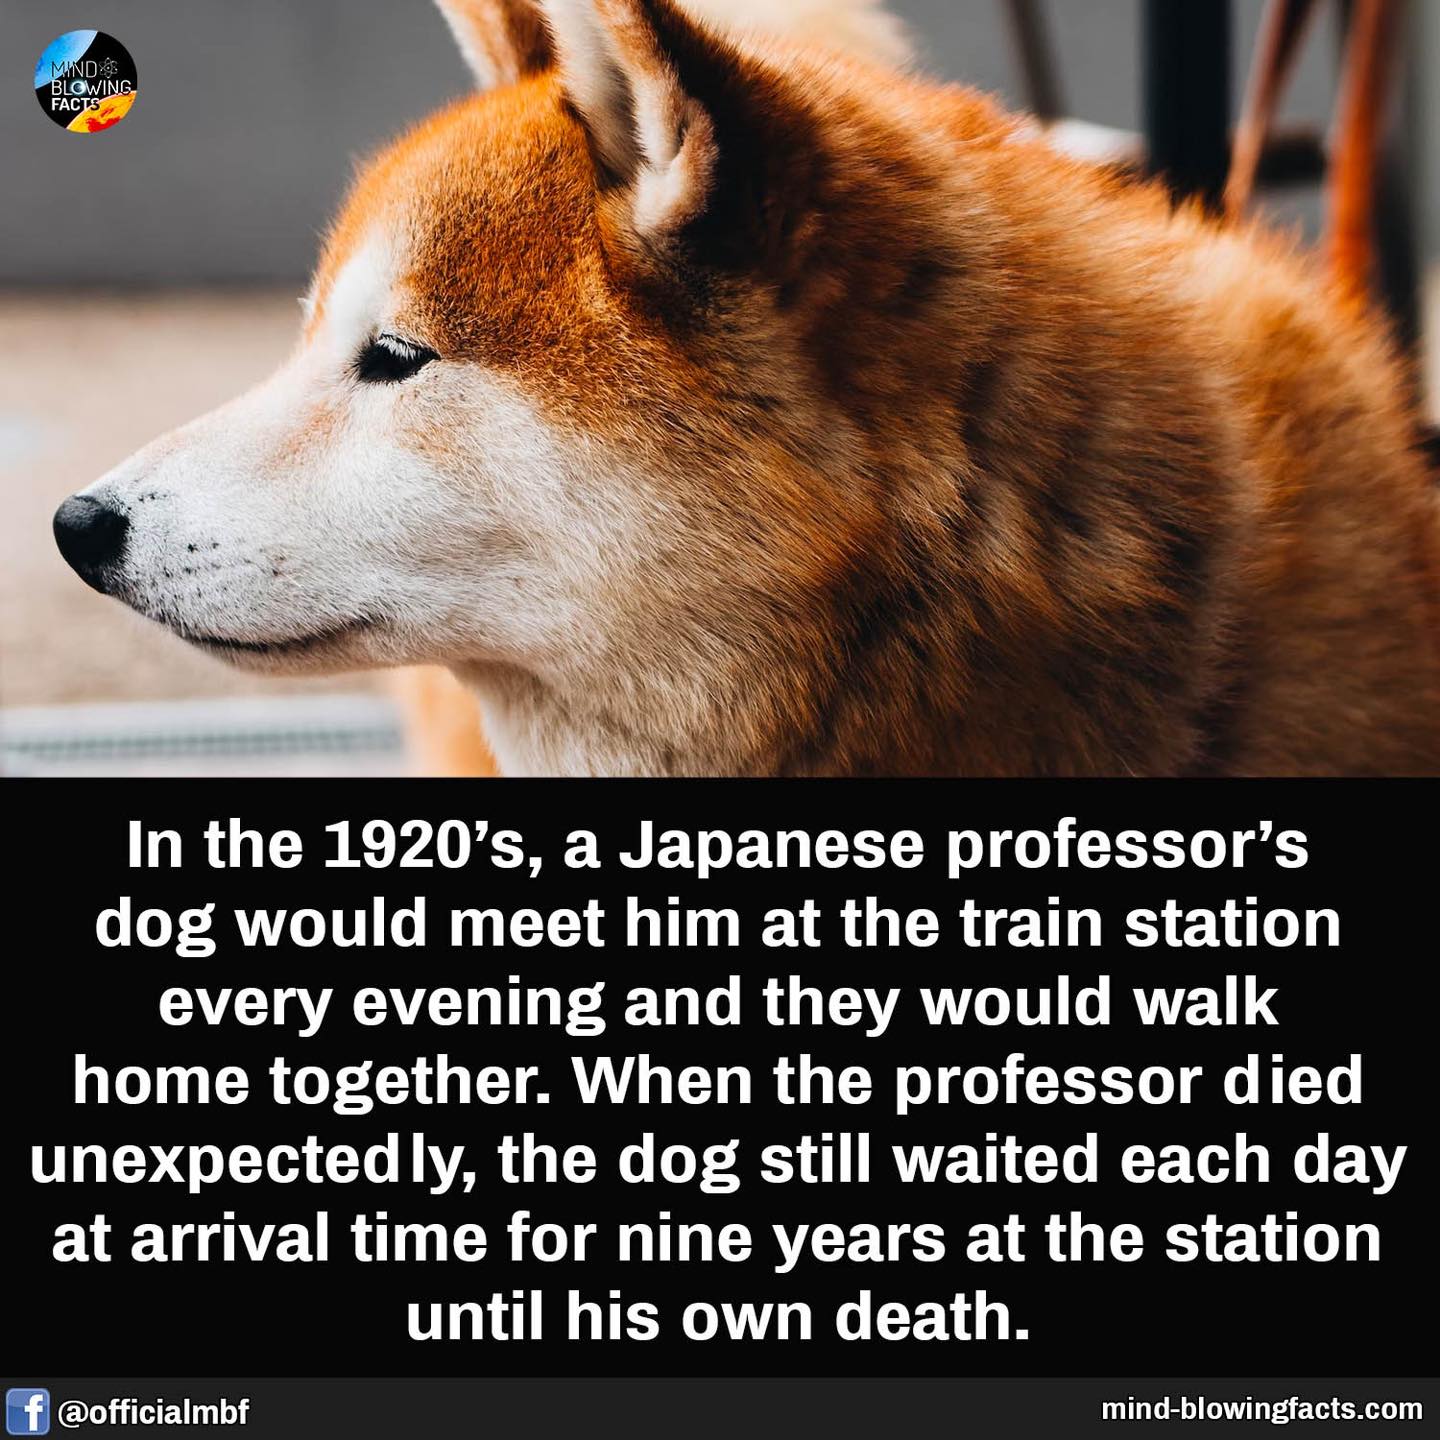 MIND
BLOWING
FACTS
In the 1920’s, a Japanese professor’s
dog would meet him at the train station
every evening and they would walk
home together. When the professor died
unexpectedly, the dog still waited each day
at arrival time for nine years at the station
until his own death.
f @officialmbf
mind-blowingfacts.com